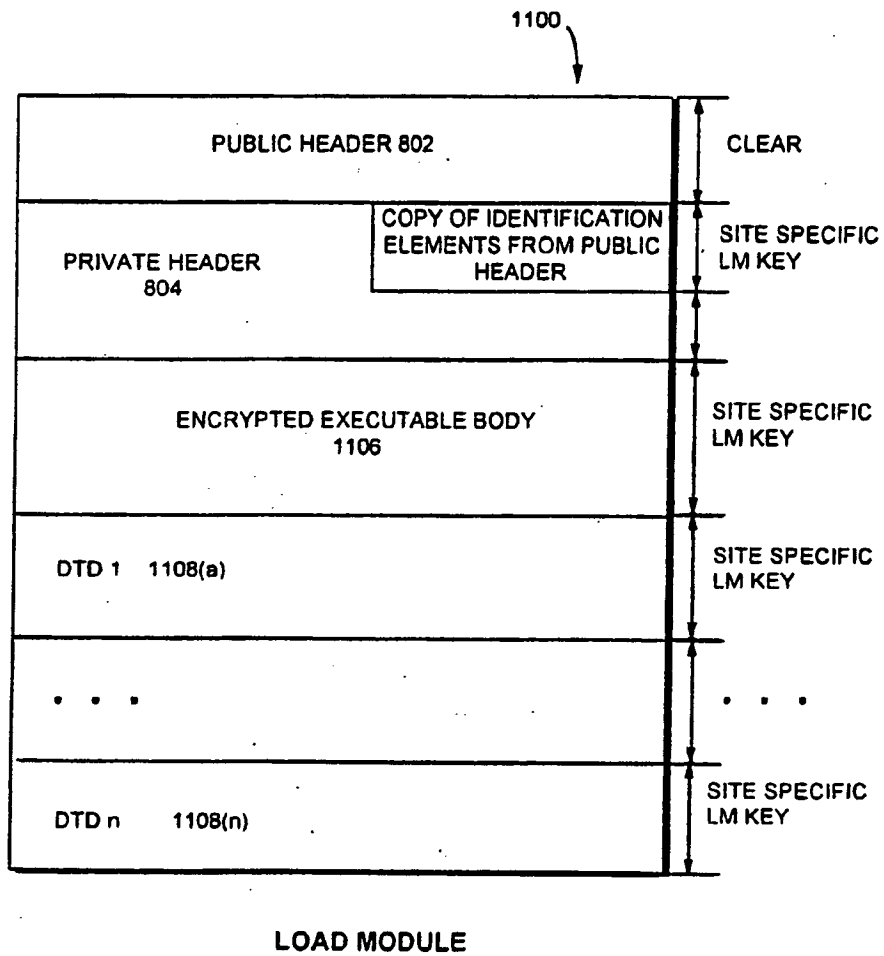 1100
PUBLIC HEADER 802
CLEAR
COPY OF IDENTIFICATION
ELEMENTS FROM PUBLIC
HEADER
PRIVATE HEADER
804
SITE SPECIFIC
LM KEY
ENCRYPTED EXECUTABLE BODY
1106
SITE SPECIFIC
LM KEY
DTD 1 1108(a)
SITE SPECIFIC
LM KEY
. . .
. . .
DTD n 1108(n)
SITE SPECIFIC
LM KEY
LOAD MODULE